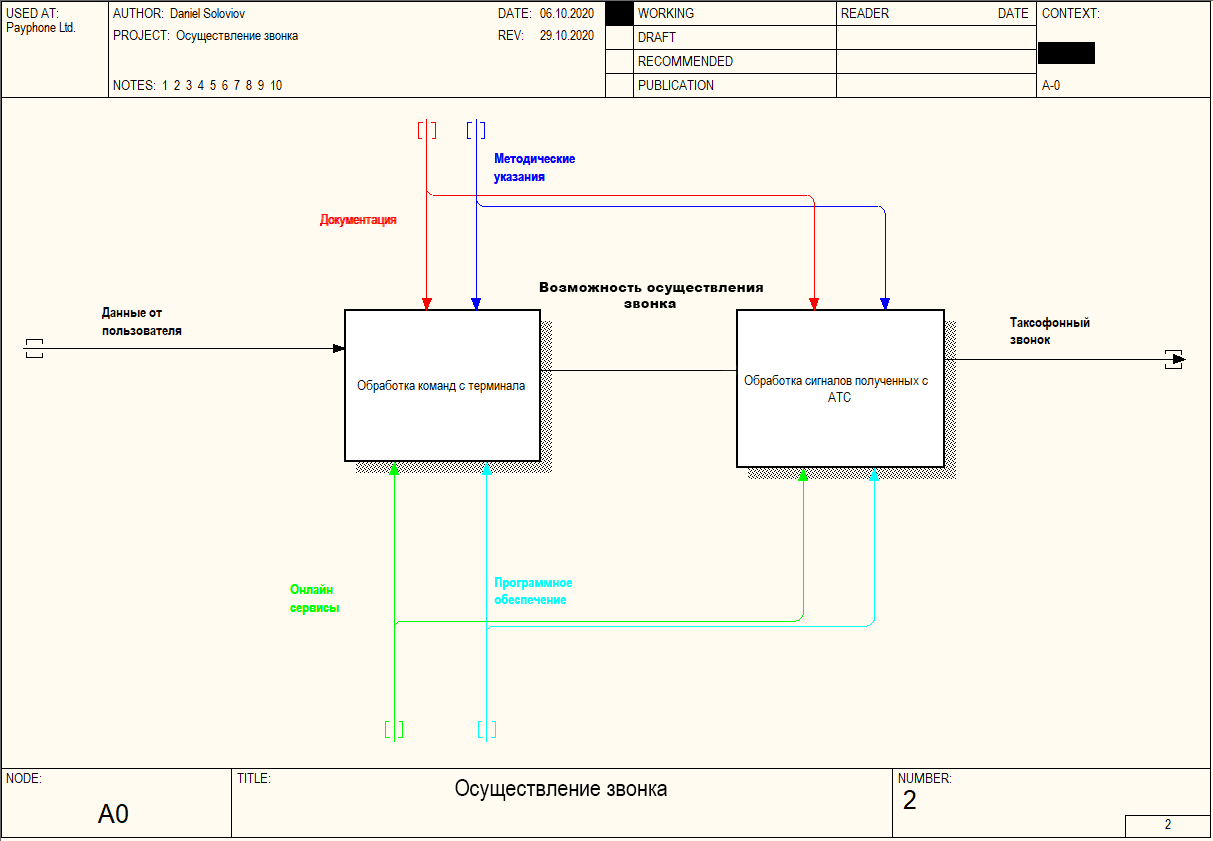 USED AT:
Payphone Ltd.
AUTHOR: Daniel Soloviov
DATE: 06.10.2020
PROJECT: Осуществление звонка
REV: 29.10.2020
NOTES: 1 2 3 4 5 6 7 8 9 10
WORKING
DRAFT
RECOMMENDED
PUBLICATION
READER DATE
CONTEXT:
A-0
Методические
указания
Документация
Возможность осуществления
звонка
Данные от
пользователя
Таксофонный
звонок
Обработка команд с терминала
Обработка сигналов полученных с
АТС
Онлайн
сервисы
Программное
обеспечение
NODE:
A0
TITLE:
Осуществление звонка
NUMBER:
2
2